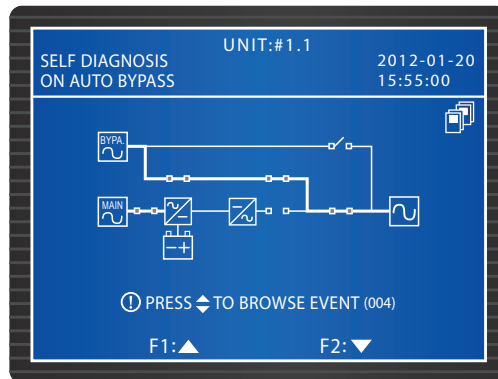 UNIT:#1.1
SELF DIAGNOSIS
ON AUTO BYPASS
2012-01-20
15:55:00
BYPA.
MAIN
PRESS TO BROWSE EVENT (004)
F1: F2: